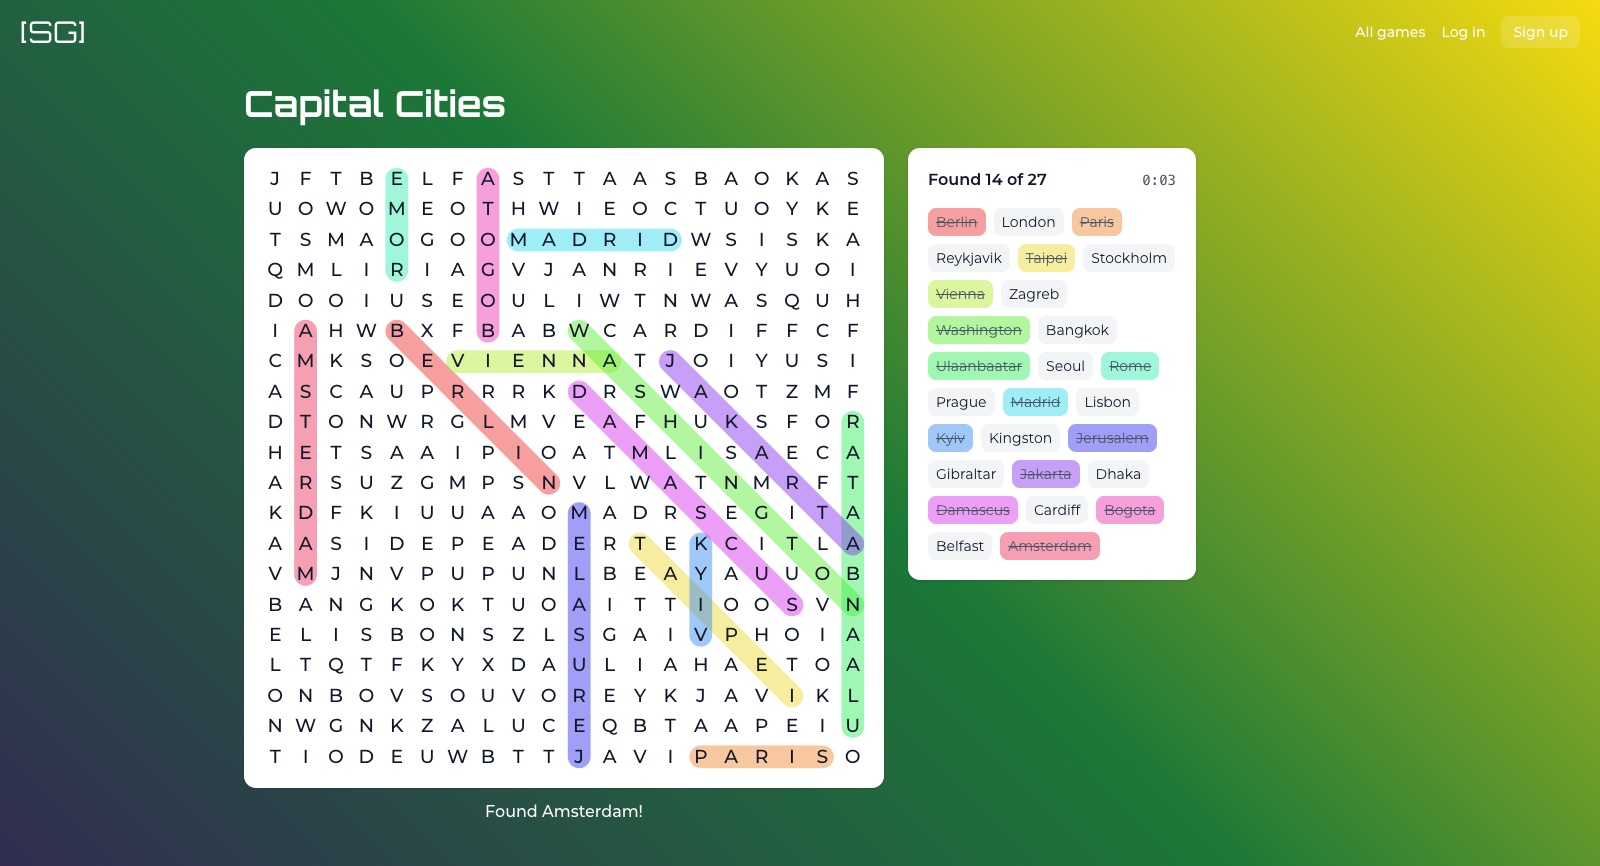 [SG]
All games Log in Sign up
Capital Cities
J F T B E L F A S T T A A S B A O K A S
U O W O M E O T H W I E O C T U O Y K E
T S M A O G O O M A D R I D W S I S K A
Q M L I R I A G V J A N R I E V Y U O I
D O O I U S E O U L I W T N W A S Q U H
I A H W B X F B A B W C A R D I F F C F
C M K S O E V I E N N A T J O I Y U S I
A S C A U P R R R K D R S W A O T Z M F
D T O N W R G L M V E A F H U K S F O R
H E T S A A I P I O A T M L I S A E C A
A R S U Z G M P S N V L W A T N M R F T
K D F K I U U A A O M A D R S E G I T A
A A S I D E P E A D E R T E K C I T L A
V M J N V P U P U N L B E A Y A U U O B
B A N G K O K T U O A I T T I O O S V N
E L I S B O N S Z L S G A I V P H O I A
L T Q T F K Y X D A U L I A H A E T O A
O N B O V S O U V O R E Y K J A V I K L
N W G N K Z A L U C E Q B T A A P E I U
T I O D E U W B T T J A V I P A R I S O
Found Amsterdam!
Found 14 of 27 0:03
Berlin London Paris
Reykjavik Taipei Stockholm
Vienna Zagreb
Washington Bangkok
Ulaanbaatar Seoul Rome
Prague Madrid Lisbon
Kyiv Kingston Jerusalem
Gibraltar Jakarta Dhaka
Damascus Cardiff Bogota
Belfast Amsterdam